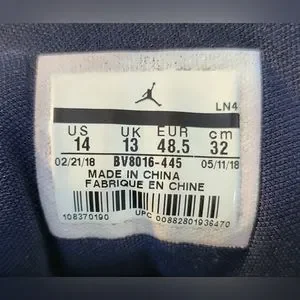 LN4
US UK EUR cm
14 13 48.5 32
02/21/18 BV8016-445 05/11/18
MADE IN CHINA
FABRIQUE EN CHINE
108370190 UPC 00882801938470